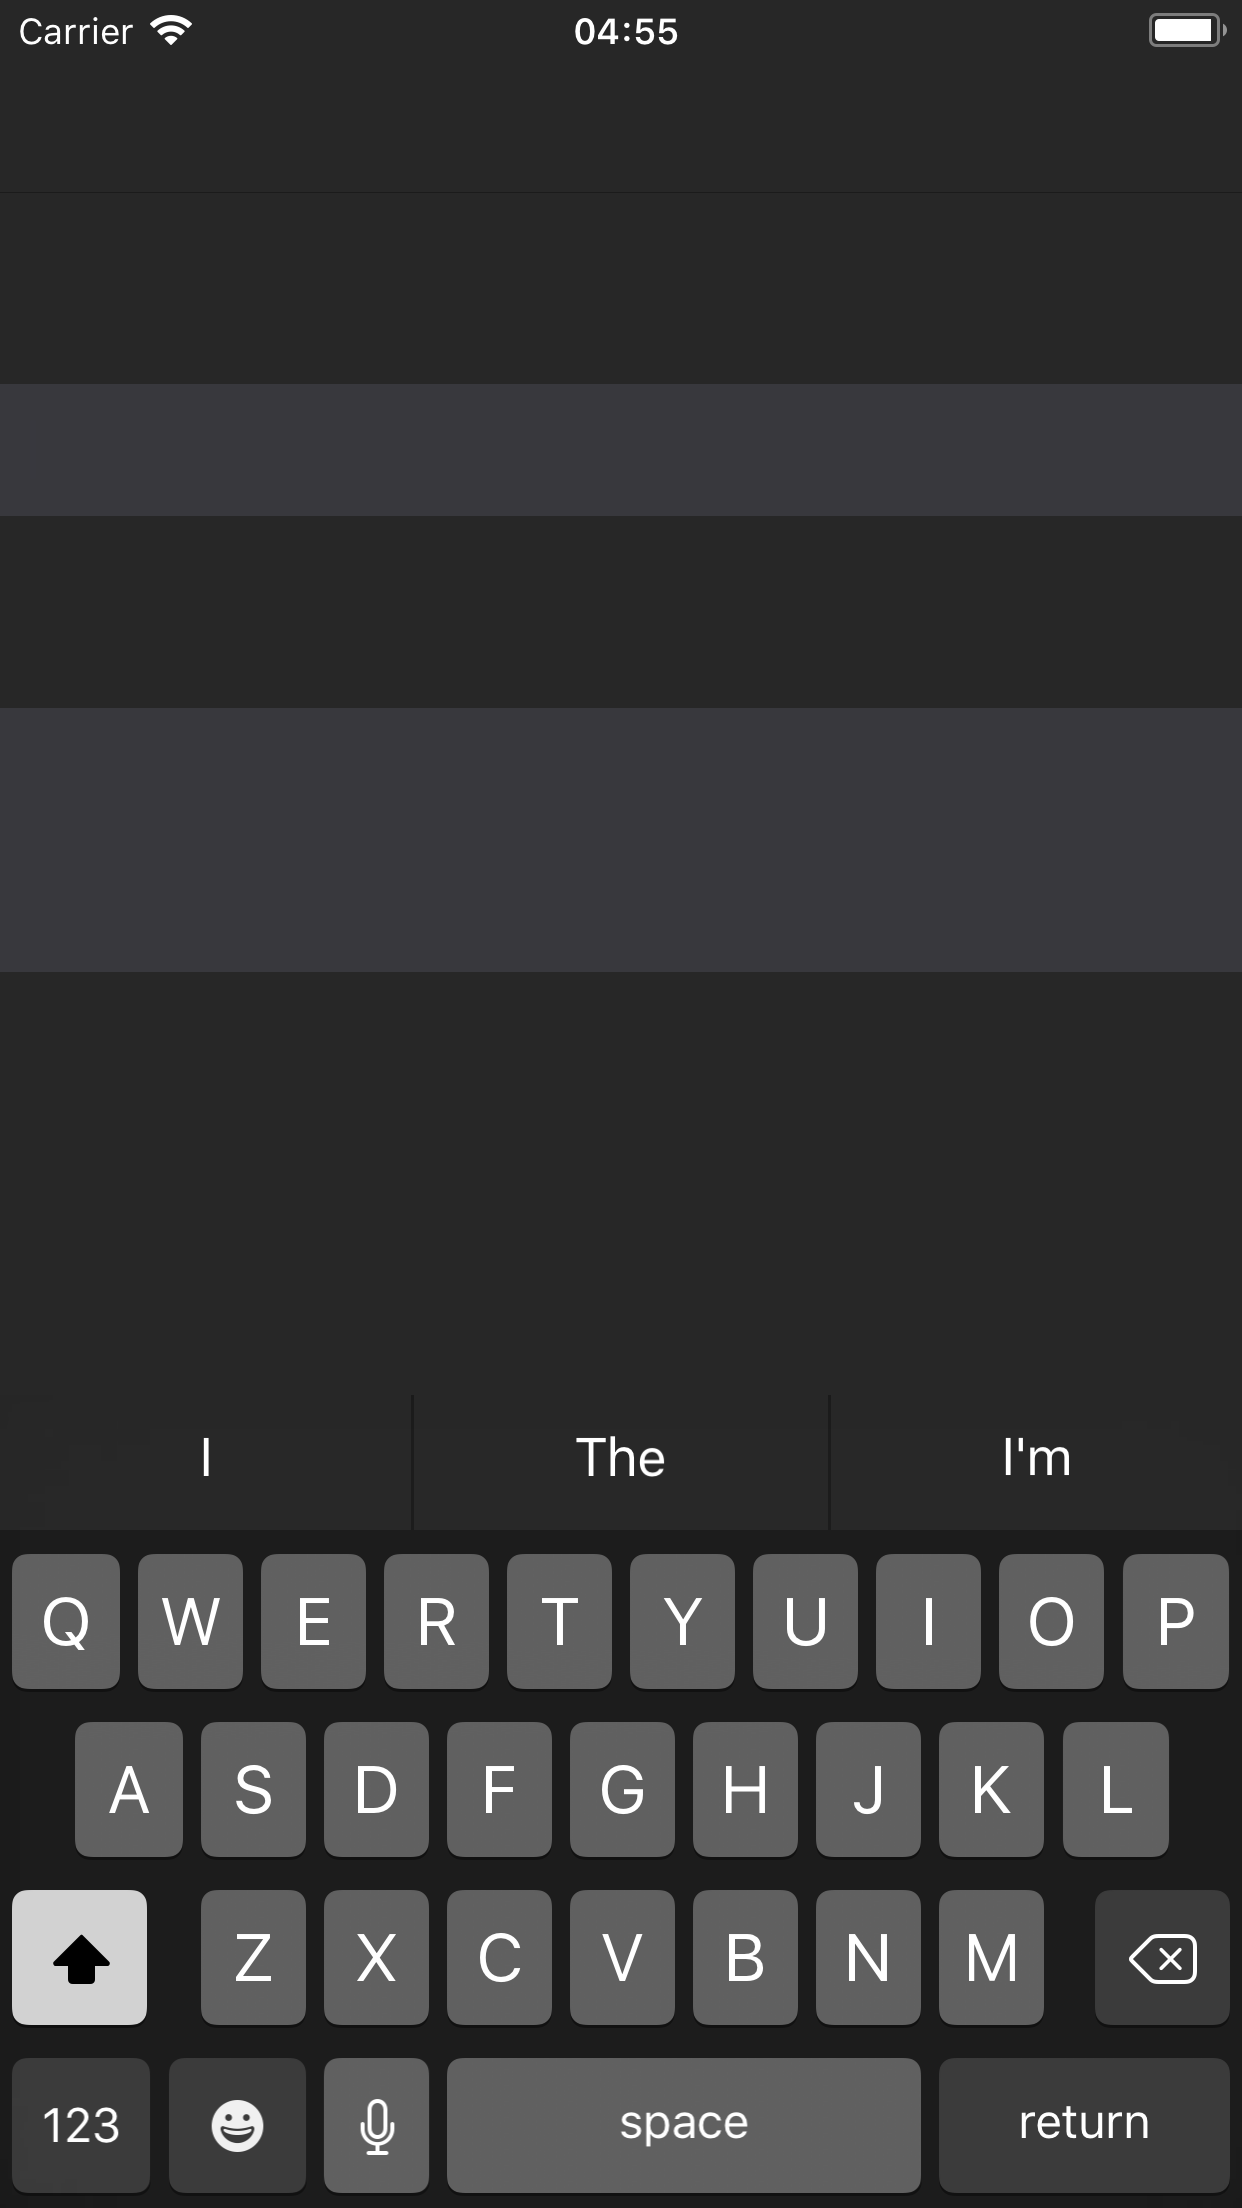 Carrier 04:55
I The I'm
Q W E R T Y U I O P
A S D F G H J K L
Z X C V B N M
123 space return